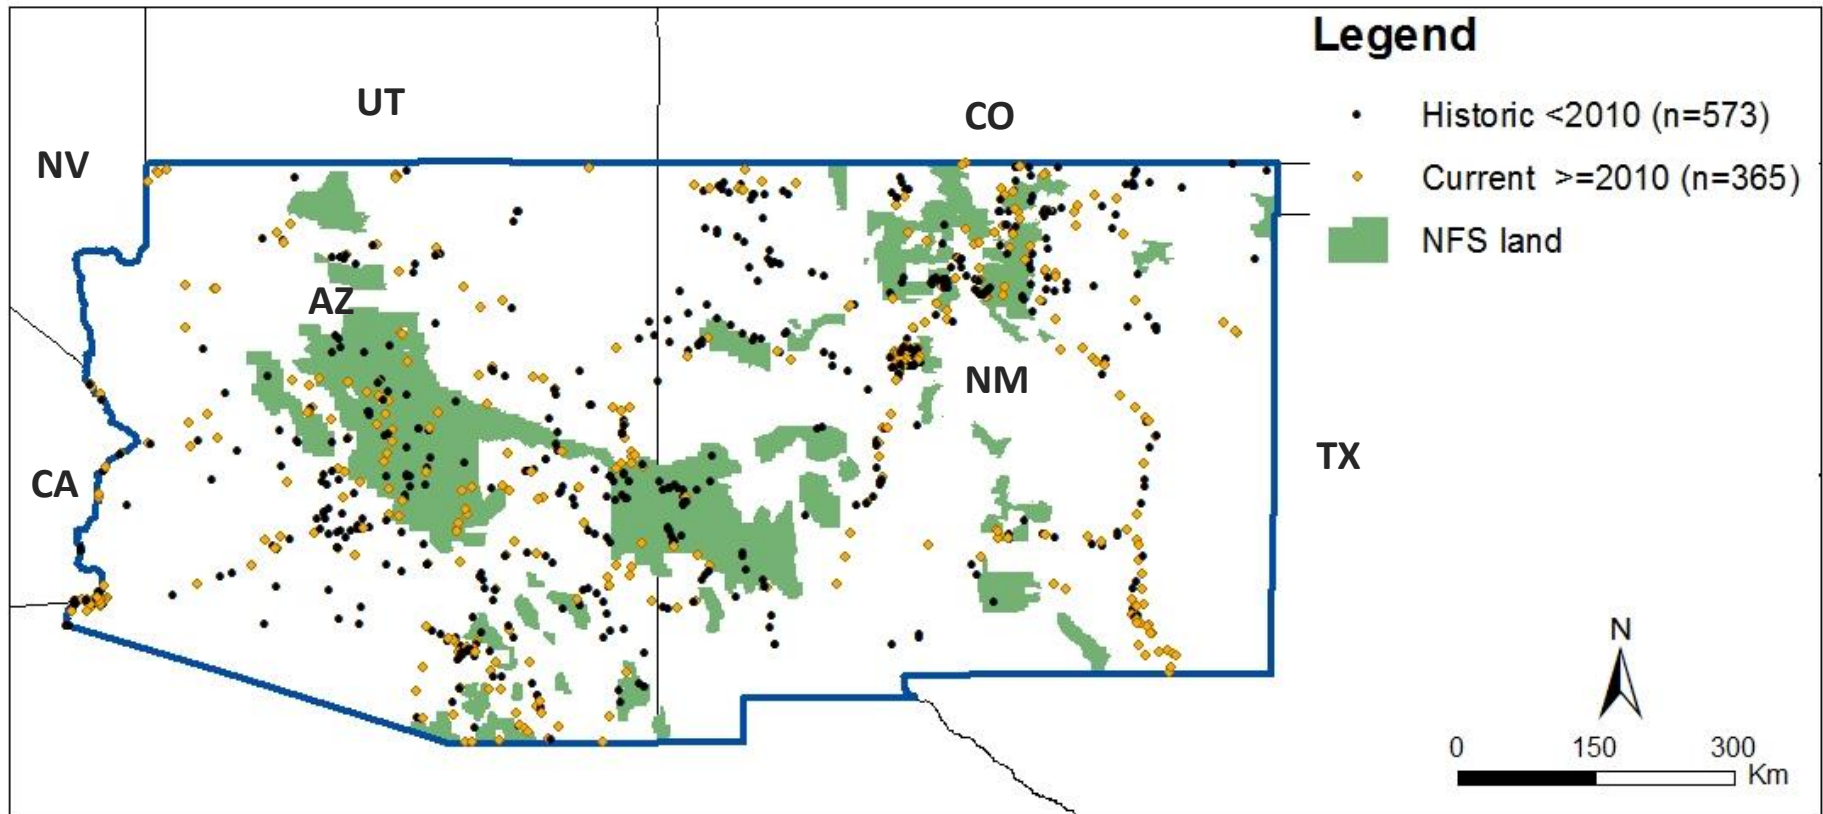 Legend
UT
CO
Historic <2010 (n=573)
NV
Current >=2010 (n=365)
NFS land
AZ
NM
TX
CA
N
0 150 300
Km